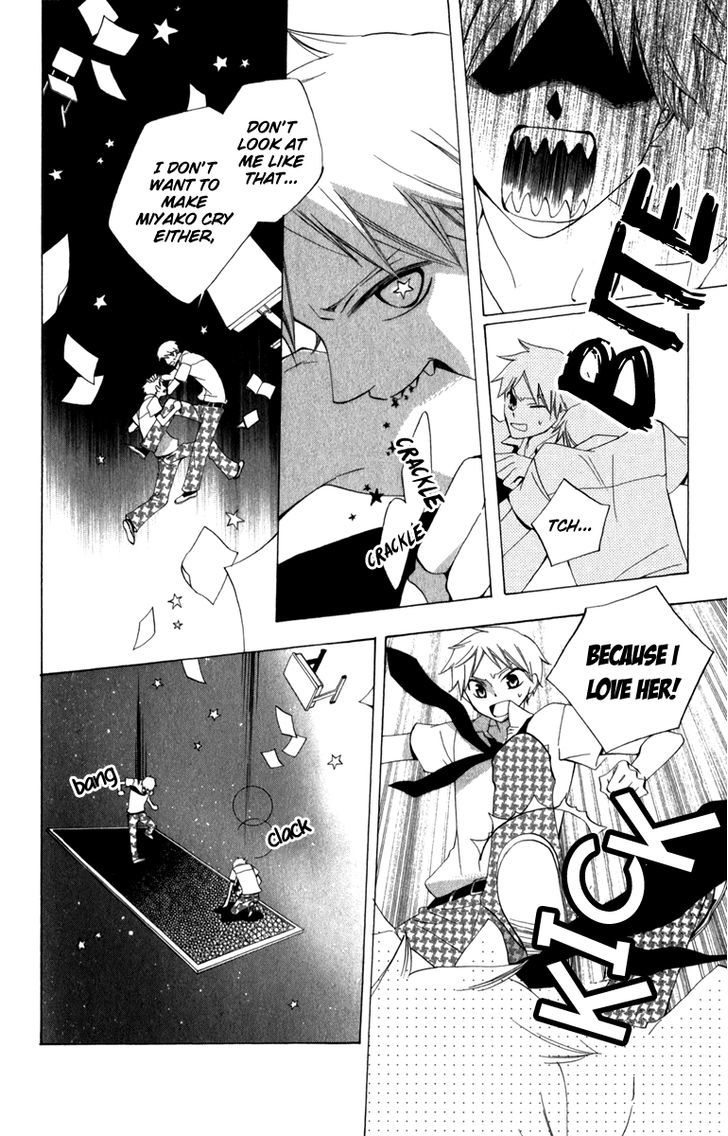 BITE
TCH...
DON'T
LOOK AT
ME LIKE
THAT...
I DON'T
WANT TO
MAKE
MIYAKO CRY
EITHER,
CRACKLE
CRACKLE
BECAUSE I
LOVE HER!
KICK
bang
clack